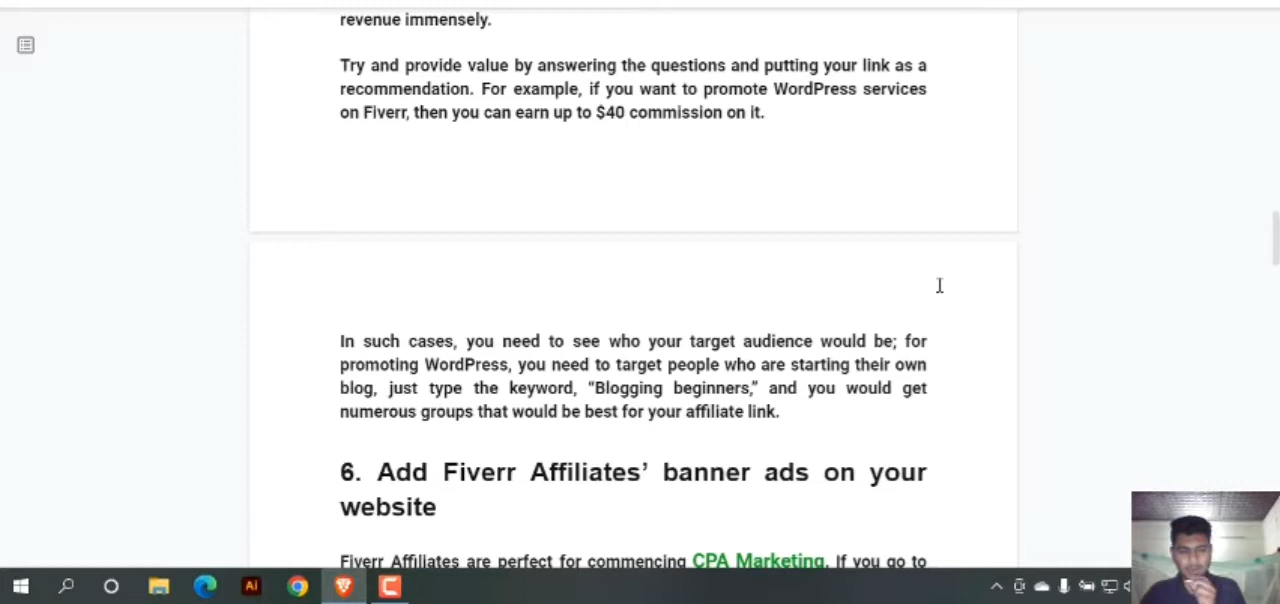 revenue immensely.
Try and provide value by answering the questions and putting your link as a
recommendation. For example, if you want to promote WordPress services
on Fiverr, then you can earn up to $40 commission on it.
In such cases, you need to see who your target audience would be; for
promoting WordPress, you need to target people who are starting their own
blog, just type the keyword, “Blogging beginners,” and you would get
numerous groups that would be best for your affiliate link.
6. Add Fiverr Affiliates’ banner ads on your
website
Fiverr Affiliates are perfect for commencing CPA Marketing. If you go to
Ai